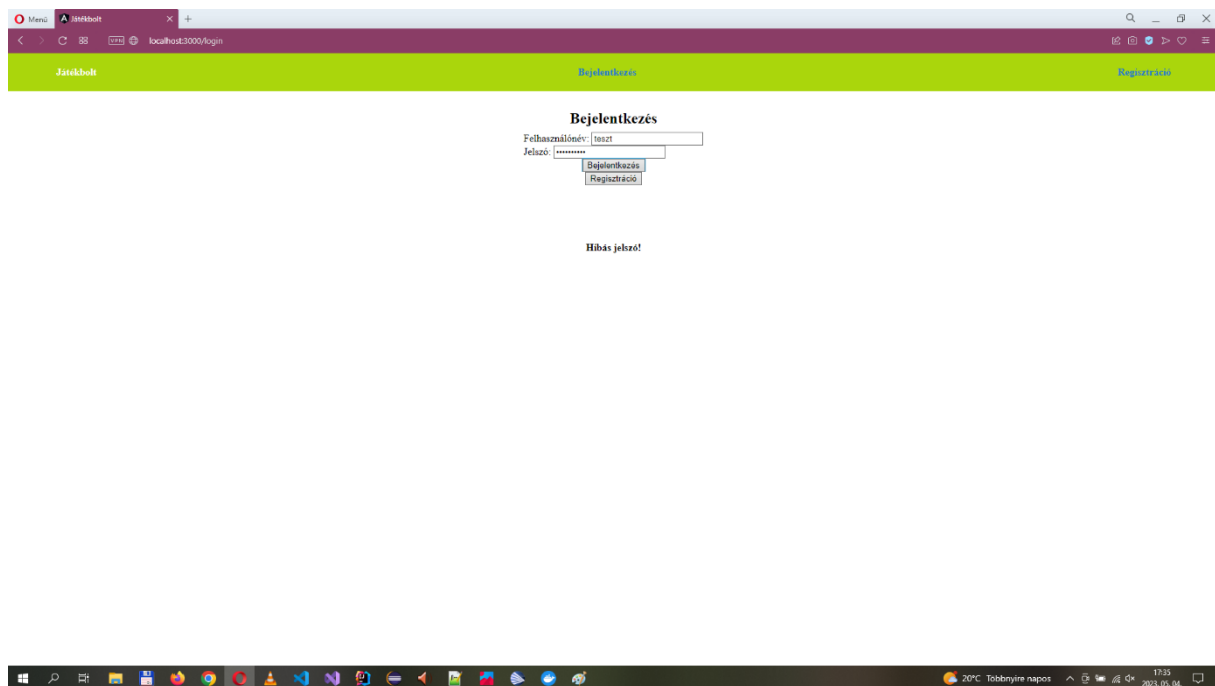 Menü
Játékbolt
VPN
localhost:3000/login
Játékbolt
Bejelentkezés
Regisztráció
Bejelentkezés
Felhasználónév: teszt
Jelszó: ••••••••••
Bejelentkezés
Regisztráció
Hibás jelszó!
20°C Többnyire napos
17:35
2023. 05. 04.